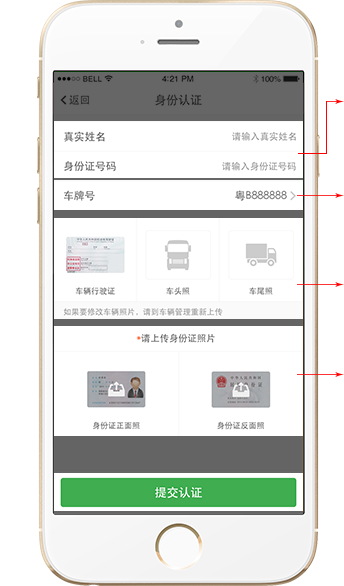 BELL 4:21 PM 100%
返回 身份认证
真实姓名 请输入真实姓名
身份证号码 请输入身份证号码
车牌号 粤B888888
车辆行驶证 车头照 车尾照
如果要修改车辆照片，请到车辆管理重新上传
*请上传身份证照片
身份证正面照 身份证反面照
提交认证